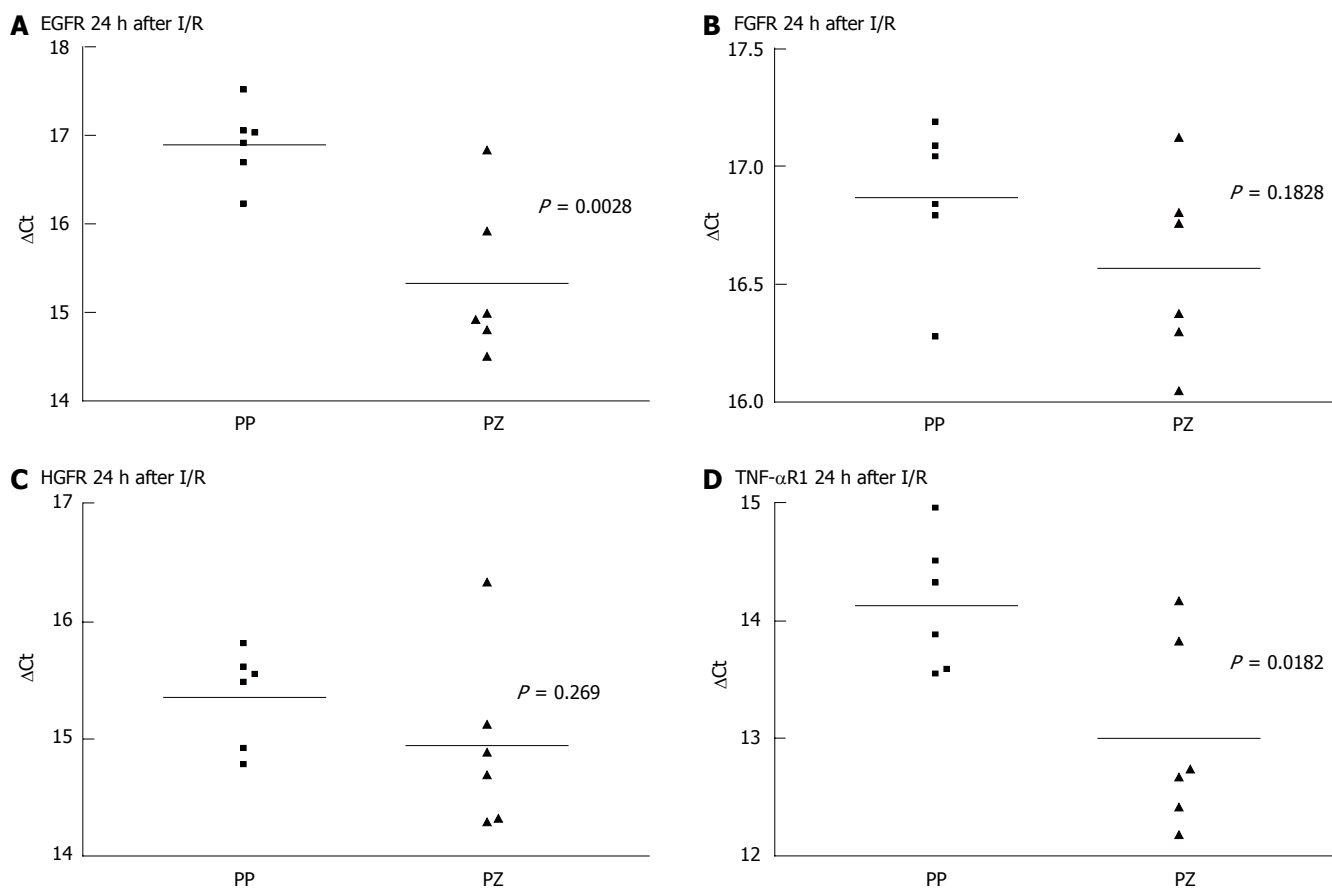 A EGFR 24 h after I/R
18
17
16
15
14
ΔCt
P = 0.0028
PP
PZ
B FGFR 24 h after I/R
17.5
17.0
16.5
16.0
ΔCt
P = 0.1828
PP
PZ
C HGFR 24 h after I/R
17
16
15
14
ΔCt
P = 0.269
PP
PZ
D TNF-αR1 24 h after I/R
15
14
13
12
ΔCt
P = 0.0182
PP
PZ